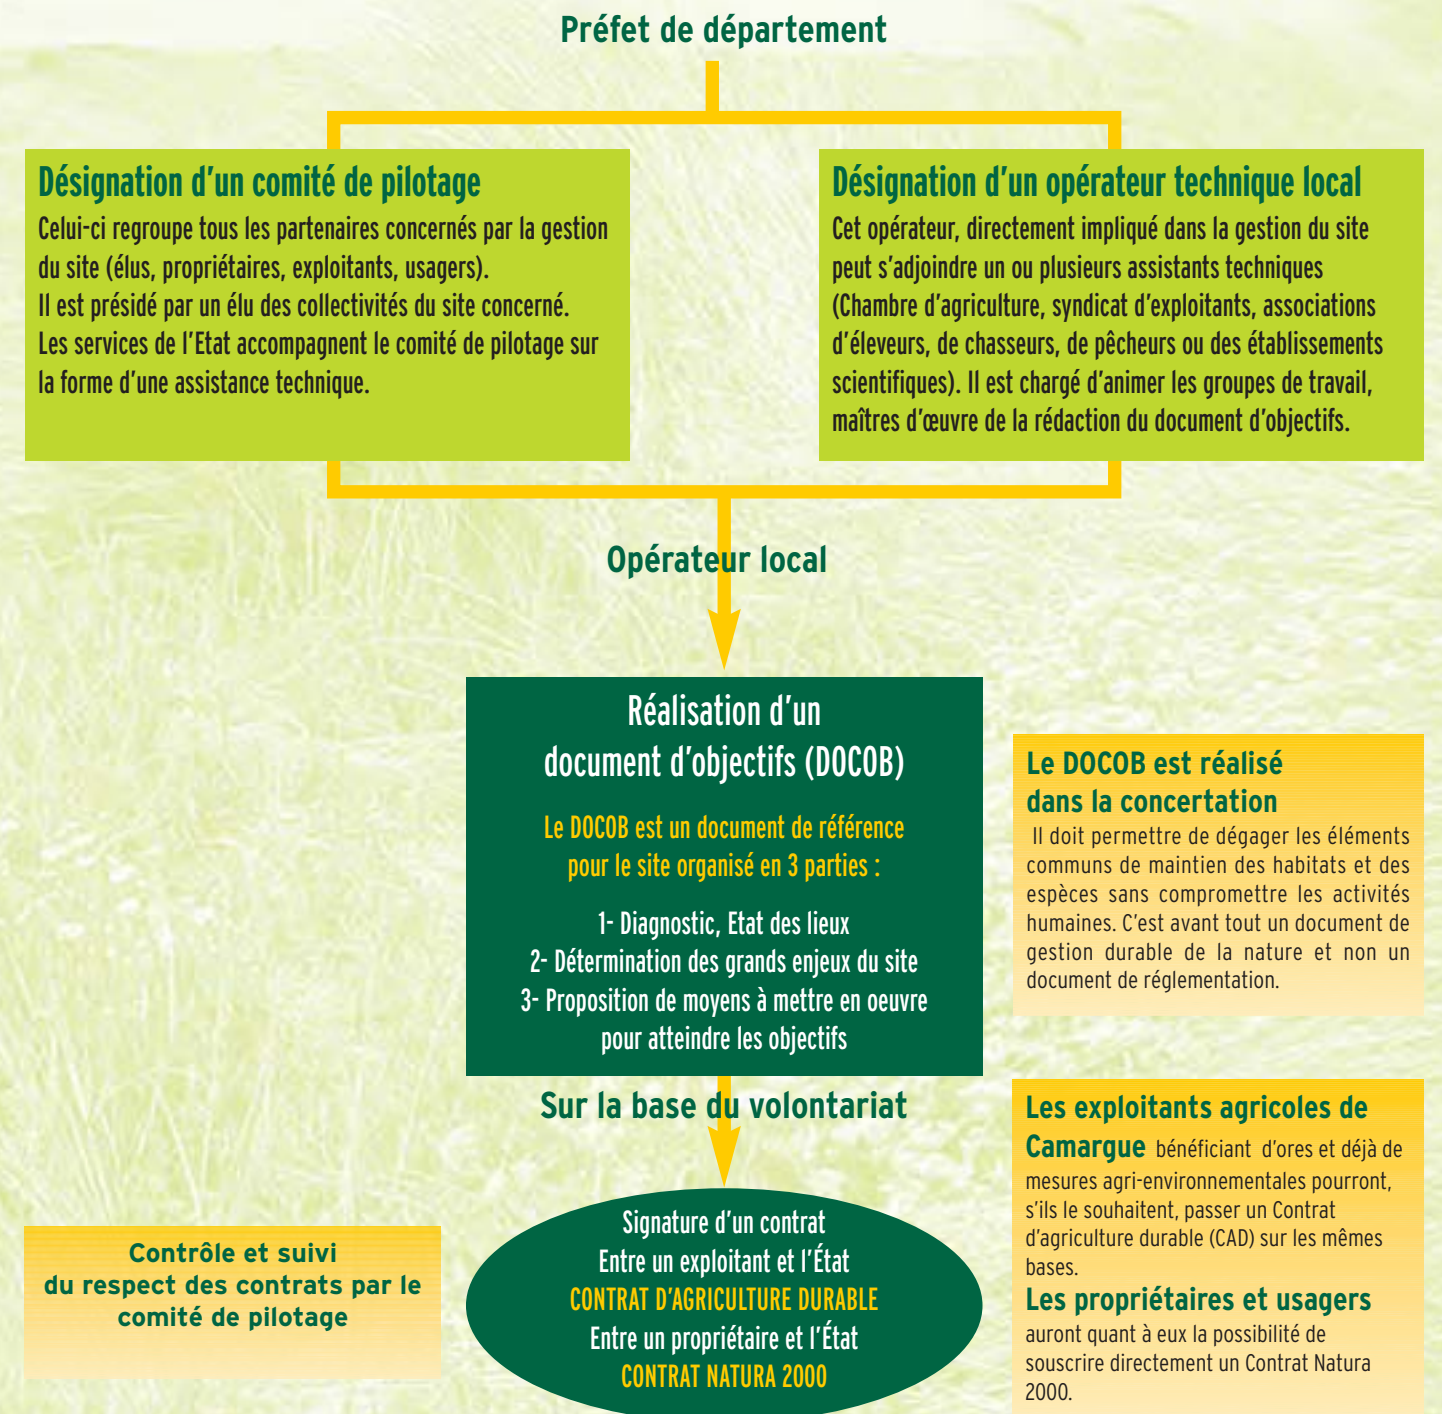 Préfet de département
Désignation d'un comité de pilotage
Celui-ci regroupe tous les partenaires concernés par la gestion
du site (élus, propriétaires, exploitants, usagers).
Il est présidé par un élu des collectivités du site concerné.
Les services de l'Etat accompagnent le comité de pilotage sur
la forme d'une assistance technique.
Désignation d'un opérateur technique local
Cet opérateur, directement impliqué dans la gestion du site
peut s'adjoindre un ou plusieurs assistants techniques
(Chambre d'agriculture, syndicat d'exploitants, associations
d'éleveurs, de chasseurs, de pêcheurs ou des établissements
scientifiques). Il est chargé d'animer les groupes de travail,
maîtres d'œuvre de la rédaction du document d'objectifs.
Opérateur local
Réalisation d'un
document d'objectifs (DOCOB)
Le DOCOB est un document de référence
pour le site organisé en 3 parties :
1- Diagnostic, Etat des lieux
2- Détermination des grands enjeux du site
3- Proposition de moyens à mettre en oeuvre
pour atteindre les objectifs
Le DOCOB est réalisé
dans la concertation
Il doit permettre de dégager les éléments
communs de maintien des habitats et des
espèces sans compromettre les activités
humaines. C'est avant tout un document de
gestion durable de la nature et non un
document de réglementation.
Sur la base du volontariat
Signature d'un contrat
Entre un exploitant et l'État
CONTRAT D'AGRICULTURE DURABLE
Entre un propriétaire et l'État
CONTRAT NATURA 2000
Les exploitants agricoles de
Camargue bénéficiant d'ores et déjà de
mesures agri-environnementales pourront,
s'ils le souhaitent, passer un Contrat
d'agriculture durable (CAD) sur les mêmes
bases.
Les propriétaires et usagers
auront quant à eux la possibilité de
souscrire directement un Contrat Natura
2000.
Contrôle et suivi
du respect des contrats par le
comité de pilotage